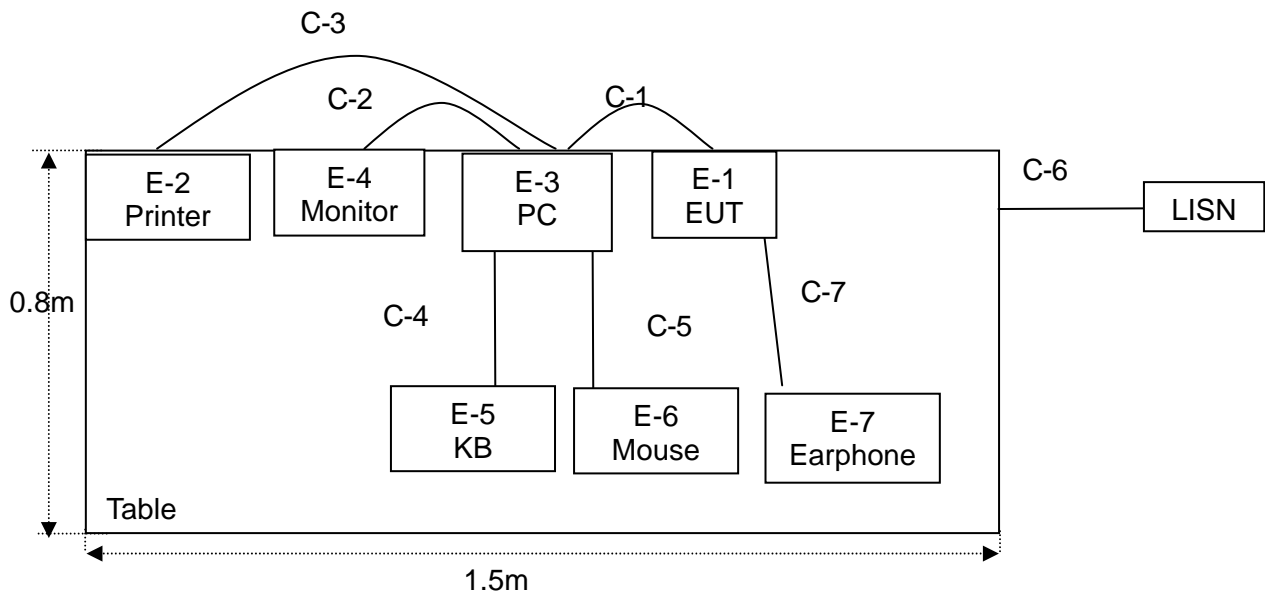 C-3
C-2
C-1
E-2
Printer
E-4
Monitor
E-3
PC
E-1
EUT
C-6
LISN
0.8m
C-4
C-5
C-7
E-5
KB
E-6
Mouse
E-7
Earphone
Table
1.5m